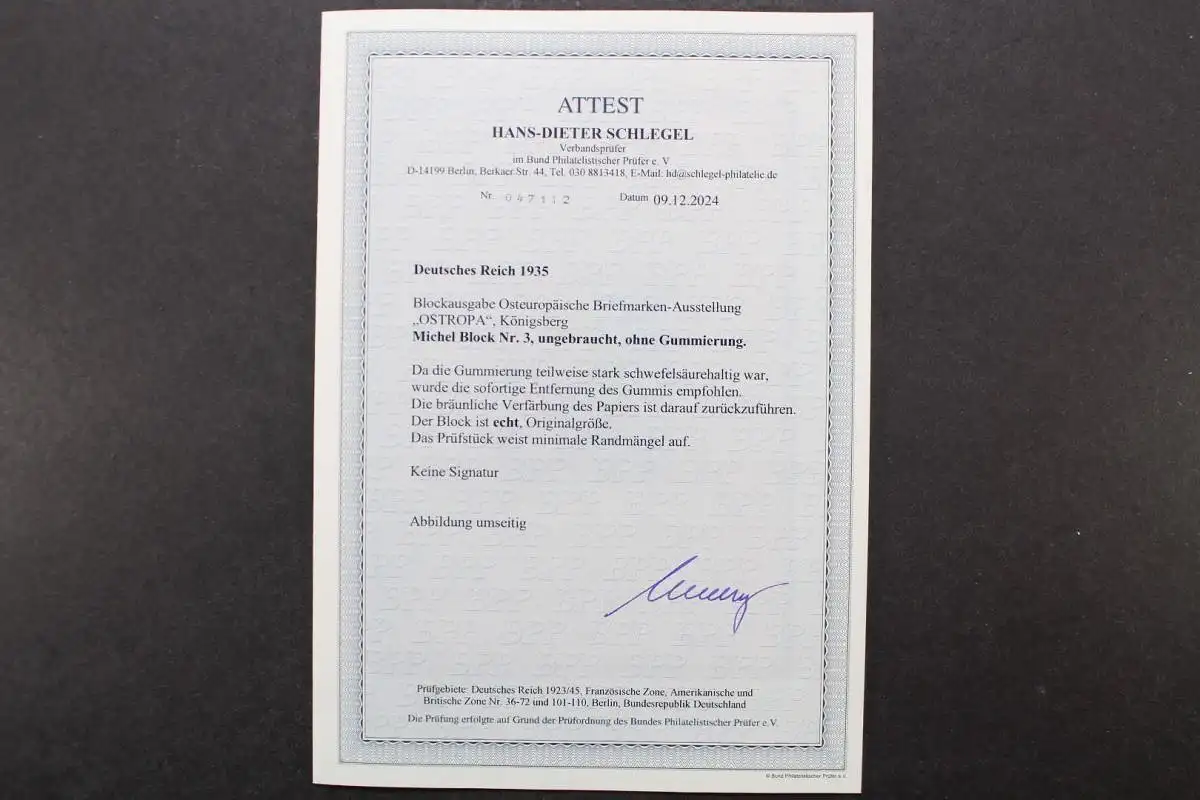 ATTEST
HANS-DIETER SCHLEGEL
Verbandsprüfer
im Bund Philatelistischer Prüfer e. V
D-14199 Berlin, Berkaer Str. 44, Tel. 030 8813418, E-Mail: hd@schlegel-philatelie.de
Nr. 047112 Datum 09.12.2024
Deutsches Reich 1935
Blockausgabe Osteuropäische Briefmarken-Ausstellung
„OSTROPA“, Königsberg
Michel Block Nr. 3, ungebraucht, ohne Gummierung.
Da die Gummierung teilweise stark schwefelsäurehaltig war,
wurde die sofortige Entfernung des Gummis empfohlen.
Die bräunliche Verfärbung des Papiers ist darauf zurückzuführen.
Der Block ist echt, Originalgröße.
Das Prüfstück weist minimale Randmängel auf.
Keine Signatur
Abbildung umseitig
Prüfgebiete: Deutsches Reich 1923/45, Französische Zone, Amerikanische und
Britische Zone Nr. 36-72 und 101-110, Berlin, Bundesrepublik Deutschland
Die Prüfung erfolgte auf Grund der Prüfordnung des Bundes Philatelistischer Prüfer e.V.
© Bund Philatelistischer Prüfer e.V.